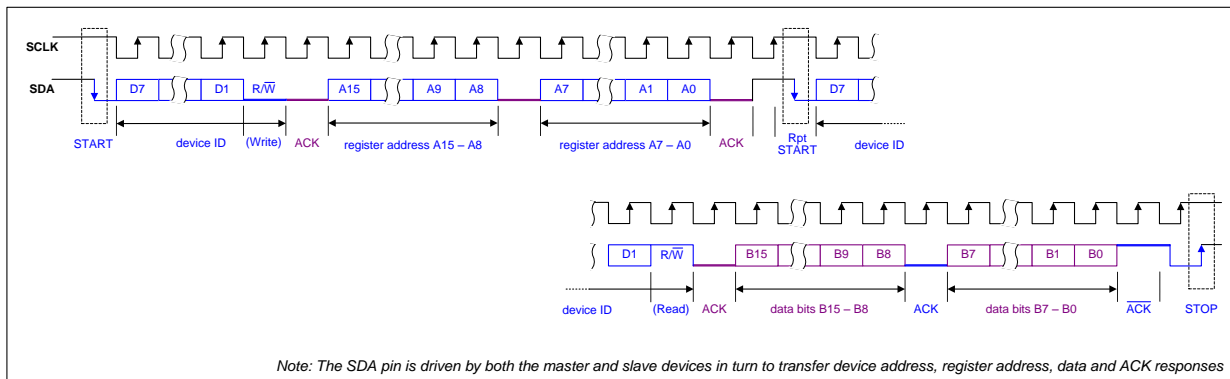 SCLK
SDA
D7 D1 R/W̅ A15 A9 A8 A7 A1 A0 D7
START device ID (Write) ACK register address A15 – A8 register address A7 – A0 ACK Rpt START device ID
D1 R/W̅ B15 B9 B8 B7 B1 B0
device ID (Read) ACK data bits B15 – B8 ACK data bits B7 – B0 A̅C̅K̅ STOP
Note: The SDA pin is driven by both the master and slave devices in turn to transfer device address, register address, data and ACK responses